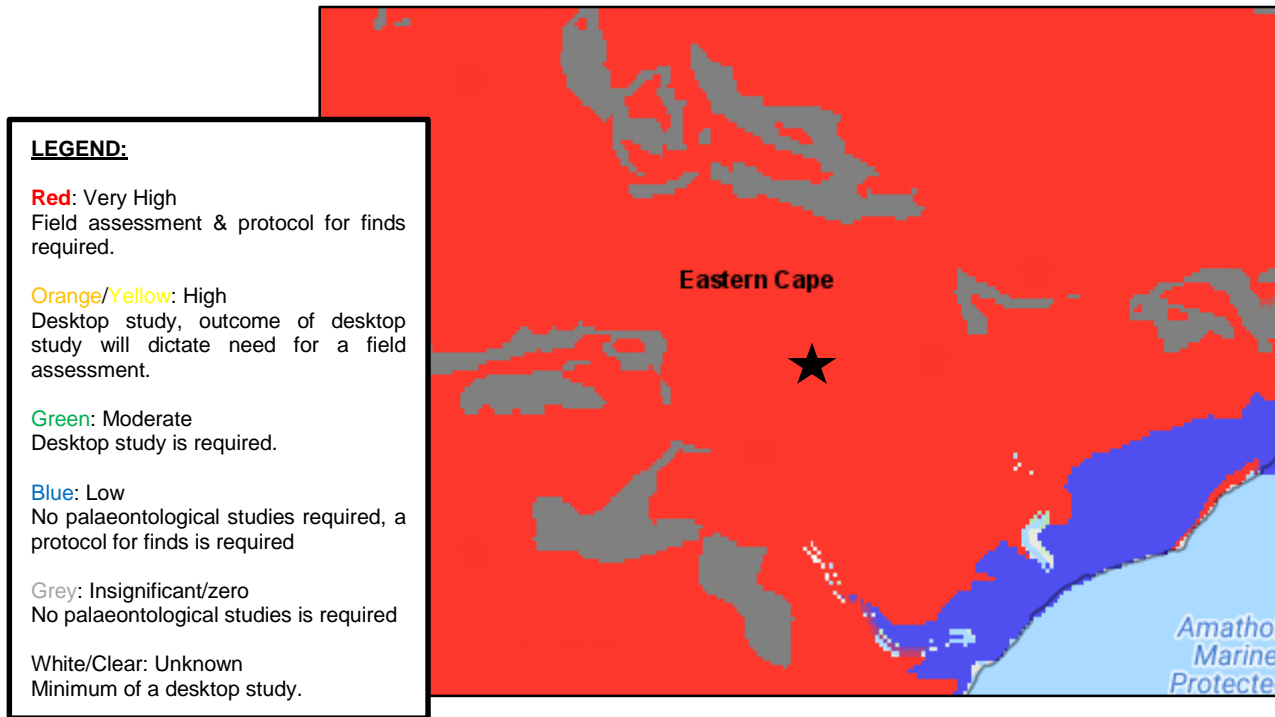 LEGEND:
Red: Very High
Field assessment & protocol for finds
required.
Orange/Yellow: High
Desktop study, outcome of desktop
study will dictate need for a field
assessment.
Green: Moderate
Desktop study is required.
Blue: Low
No palaeontological studies required, a
protocol for finds is required
Grey: Insignificant/zero
No palaeontological studies is required
White/Clear: Unknown
Minimum of a desktop study.
Eastern Cape
Amatho
Marine
Protecte